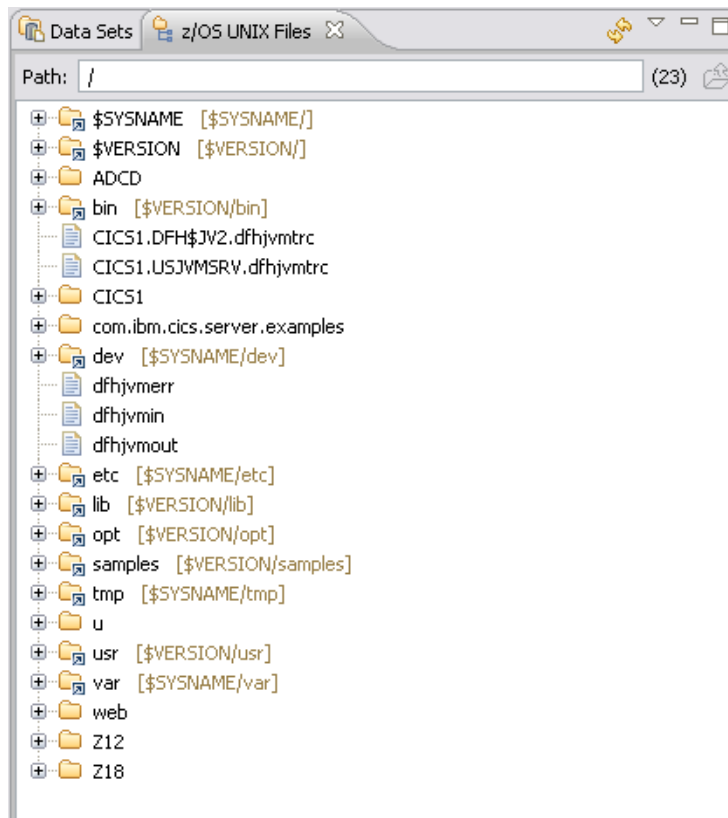 Data Sets z/OS UNIX Files
Path: / (23)
$SYSNAME [$SYSNAME/]
$VERSION [$VERSION/]
ADCD
bin [$VERSION/bin]
CICS1.DFH$JV2.dfhjvmtrc
CICS1.USJVMSRV.dfhjvmtrc
CICS1
com.ibm.cics.server.examples
dev [$SYSNAME/dev]
dfhjvmerr
dfhjvmin
dfhjvmout
etc [$SYSNAME/etc]
lib [$VERSION/lib]
opt [$VERSION/opt]
samples [$VERSION/samples]
tmp [$SYSNAME/tmp]
u
usr [$VERSION/usr]
var [$SYSNAME/var]
web
Z12
Z18